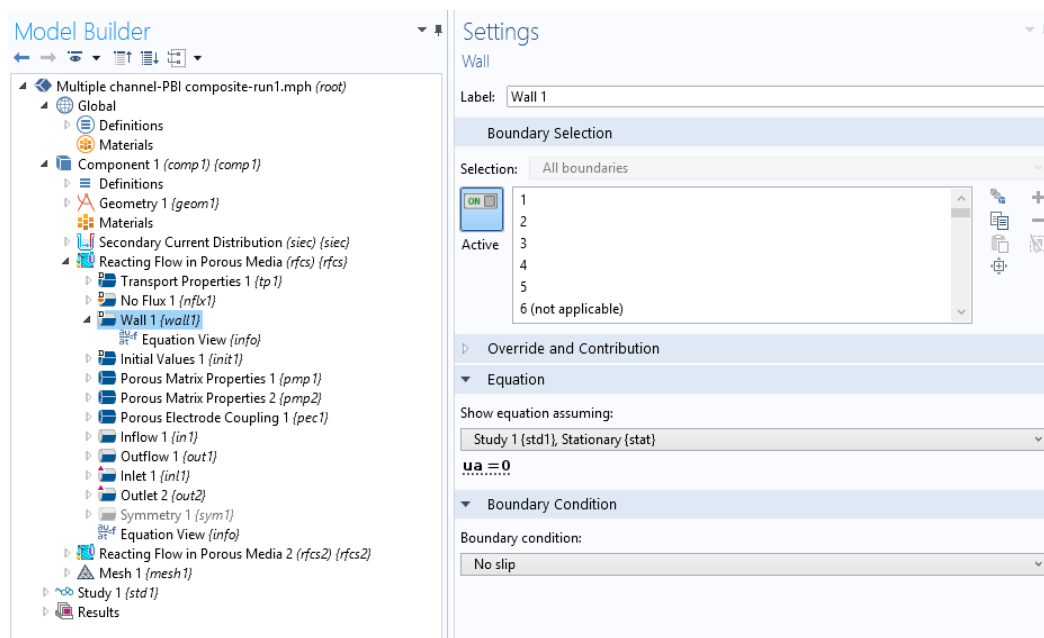 Model Builder
Multiple channel-PBI composite-run1.mph (root)
Global
Definitions
Materials
Component 1 (comp1) {comp1}
Definitions
Geometry 1 {geom1}
Materials
Secondary Current Distribution (siec) {siec}
Reacting Flow in Porous Media (rfcs) {rfcs}
Transport Properties 1 {tp1}
No Flux 1 {nflx1}
Wall 1 {wall1}
Equation View {info}
Initial Values 1 {init1}
Porous Matrix Properties 1 {pmp1}
Porous Matrix Properties 2 {pmp2}
Porous Electrode Coupling 1 {pec1}
Inflow 1 {in1}
Outflow 1 {out1}
Inlet 1 {inl1}
Outlet 2 {out2}
Symmetry 1 {sym1}
Equation View {info}
Reacting Flow in Porous Media 2 (rfcs2) {rfcs2}
Mesh 1 {mesh1}
Study 1 {std1}
Results
Settings
Wall
Label: Wall 1
Boundary Selection
Selection: All boundaries
ON
Active
1
2
3
4
5
6 (not applicable)
Override and Contribution
Equation
Show equation assuming:
Study 1 {std1}, Stationary {stat}
ua = 0
Boundary Condition
Boundary condition:
No slip